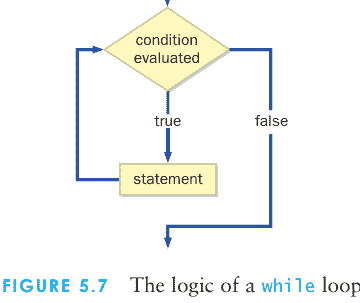 condition
evaluated
true
false
statement
FIGURE 5.7 The logic of a while loop